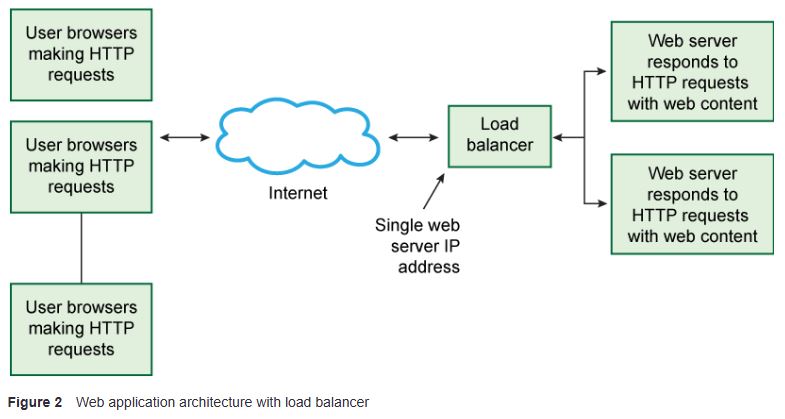 User browsers
making HTTP
requests
User browsers
making HTTP
requests
User browsers
making HTTP
requests
Internet
Load
balancer
Single web
server IP
address
Web server
responds to
HTTP requests
with web content
Web server
responds to
HTTP requests
with web content
Figure 2 Web application architecture with load balancer